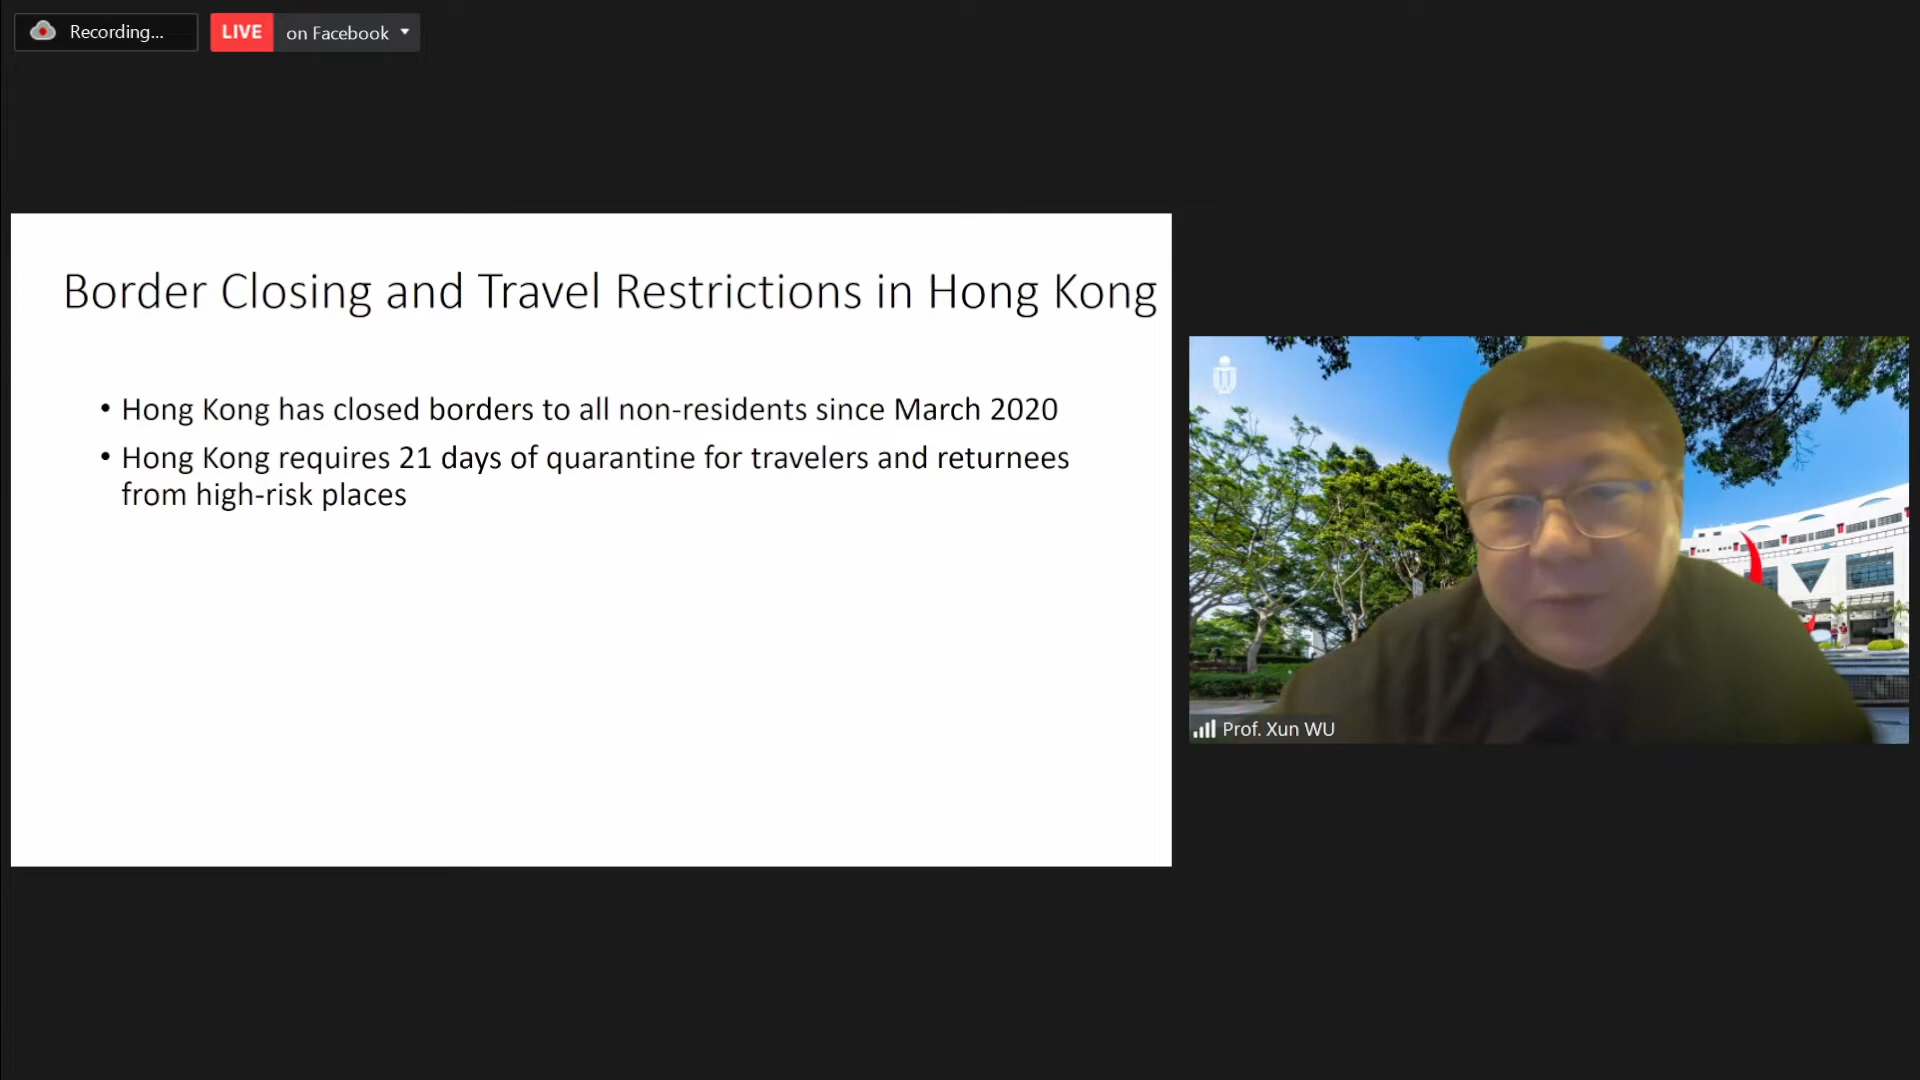 Recording...
LIVE on Facebook
Border Closing and Travel Restrictions in Hong Kong
• Hong Kong has closed borders to all non-residents since March 2020
• Hong Kong requires 21 days of quarantine for travelers and returnees
from high-risk places
Prof. Xun WU